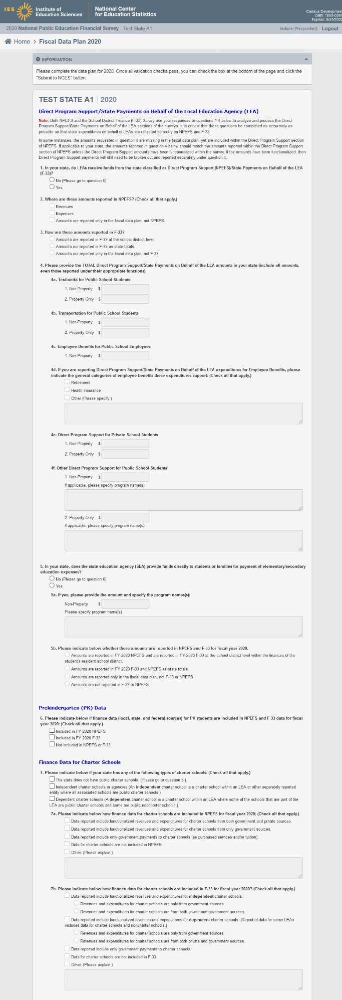 IES Institute of Education Sciences
National Center for Education Statistics
Census Developmen
OMB: 1850-0067
Expires: 8/31/2022
2020 National Public Education Financial Survey Test State A1
testuser [Respondent] Logout
Home > Fiscal Data Plan 2020
INFORMATION
Please complete the data plan for 2020. Once all validation checks pass, you can check the box at the bottom of the page and click the
"Submit to NCES" button.
TEST STATE A1 2020
Direct Program Support/State Payments on Behalf of the Local Education Agency (LEA)
Note: Both NPEFS and the School District Finance (F-33) Survey use your responses to questions 1-4 below to analyze and process the Direct
Program Support/State Payments on Behalf of the LEA sections of the surveys. It is critical that these questions be completed as accurately as
possible so that state expenditures on behalf of LEAs are reflected correctly on NPEFS and F-33.
In some instances, the amounts requested in question 4 are missing in the fiscal data plan, yet are included within the Direct Program Support section
of NPEFS. If applicable to your state, the amounts reported in question 4 below should match the amounts reported within the Direct Program Support
section of NPEFS unless the Direct Program Support amounts have been functionalized within the survey. If the amounts have been functionalized, then
Direct Program Support payments will still need to be broken out and reported separately under question 4.
1. In your state, do LEAs receive funds from the state classified as Direct Program Support (NPEFS)/State Payments on Behalf of the LEA
(F-33)?
No (Please go to question 5)
Yes
2. Where are these amounts reported in NPEFS? (Check all that apply.)
Revenues
Expenses
Amounts are reported only in the fiscal data plan, not NPEFS.
3. How are these amounts reported in F-33?
Amounts are reported in F-33 at the school district level.
Amounts are reported in F-33 as state totals.
Amounts are reported only in the fiscal data plan, not F-33.
4. Please provide the TOTAL Direct Program Support/State Payments on Behalf of the LEA amounts in your state (include all amounts,
even those reported under their appropriate functions).
4a. Textbooks for Public School Students
1. Non-Property $
2. Property Only $
4b. Transportation for Public School Students
1. Non-Property $
2. Property Only $
4c. Employee Benefits for Public School Employees
1. Non-Property $
4d. If you are reporting Direct Program Support/State Payments on Behalf of the LEA expenditures for Employee Benefits, please
indicate the general categories of employee benefits these expenditures support: (Check all that apply.)
Retirement
Health Insurance
Other (Please specify:)
4e. Direct Program Support for Private School Students
1. Non-Property $
2. Property Only $
4f. Other Direct Program Support for Public School Students
1. Non-Property $
If applicable, please specify program name(s)
2. Property Only $
If applicable, please specify program name(s)
5. In your state, does the state education agency (SEA) provide funds directly to students or families for payment of elementary/secondary
education expenses?
No (Please go to question 6)
Yes
5a. If yes, please provide the amount and specify the program names(s):
Non-Property $
Please specify program name(s)
5b. Please indicate below whether these amounts are reported in NPEFS and F-33 for fiscal year 2020.
Amounts are reported in FY 2020 NPEFS and are reported in FY 2020 F-33 at the school district level within the finances of the
student's resident school district.
Amounts are reported in FY 2020 F-33 and NPEFS as state totals.
Amounts are reported only in the fiscal data plan, not F-33 or NPEFS.
Amounts are not reported in F-33 or NPEFS.
Prekindergarten (PK) Data
6. Please indicate below if finance data (local, state, and federal sources) for PK students are included in NPEFS and F-33 data for fiscal
year 2020: (Check all that apply.)
Included in FY 2020 NPEFS
Included in FY 2020 F-33
Not included in NPEFS or F-33
Finance Data for Charter Schools
7. Please indicate below if your state has any of the following types of charter schools: (Check all that apply.)
The state does not have public charter schools. (Please go to question 8.)
Independent charter schools or agencies (An independent charter school is a charter school within an LEA or other separately reported
entity where all associated schools are public charter schools.)
Dependent charter schools (A dependent charter school is a charter school within an LEA where some of the schools that are part of the
LEA are public charter schools and some are public noncharter schools.)
7a. Please indicate below how finance data for charter schools are included in NPEFS for fiscal year 2020: (Check all that apply.)
Data reported include functionalized revenues and expenditures for charter schools from both government and private sources.
Data reported include functionalized revenues and expenditures for charter schools from only government sources.
Data reported include only government payments to charter schools (as purchased services and/or tuition).
Data for charter schools are not included in NPEFS.
Other. (Please explain:)
7b. Please indicate below how finance data for charter schools are included in F-33 for fiscal year 2020? (Check all that apply.)
Data reported include functionalized revenues and expenditures for independent charter schools.
Revenues and expenditures for charter schools are only from government sources.
Revenues and expenditures for charter schools are from both private and government sources.
Data reported include functionalized revenues and expenditures for dependent charter schools. (Reported data for some LEAs
includes data for charter schools and noncharter schools.)
Revenues and expenditures for charter schools are only from government sources.
Revenues and expenditures for charter schools are from both private and government sources.
Data reported include only government payments to charter schools.
Data for charter schools are not included in F-33.
Other. (Please explain:)